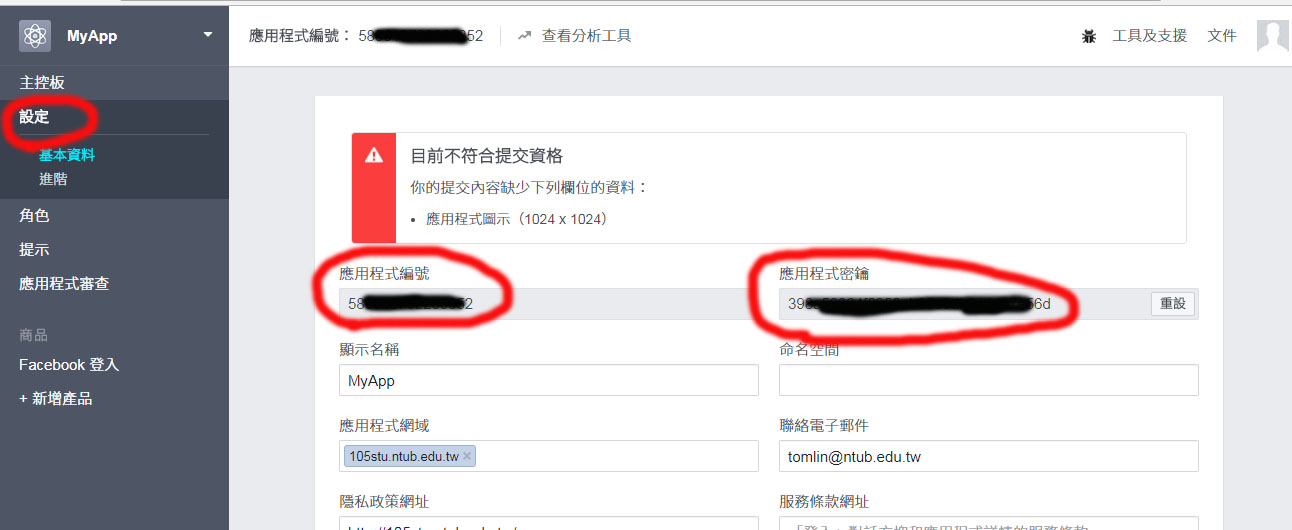 MyApp
應用程式編號： 58 52
查看分析工具
工具及支援
文件
主控板
設定
基本資料
進階
角色
提示
應用程式審查
商品
Facebook 登入
+ 新增產品
目前不符合提交資格
你的提交內容缺少下列欄位的資料：
• 應用程式圖示（1024 x 1024）
應用程式編號
應用程式密鑰
58 2
39 56d
重設
顯示名稱
命名空間
MyApp
應用程式網域
聯絡電子郵件
105stu.ntub.edu.tw ×
tomlin@ntub.edu.tw
隱私政策網址
服務條款網址